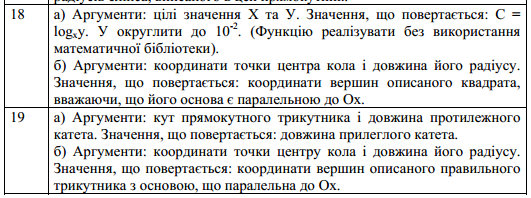 18 а) Аргументи: цілі значення Х та У. Значення, що повертається: С =
logₓy. У округлити до 10⁻². (Функцію реалізувати без використання
математичної бібліотеки).
б) Аргументи: координати точки центра кола і довжина його радіусу.
Значення, що повертається: координати вершин описаного квадрата,
вважаючи, що його основа є паралельною до Ох.
19 а) Аргументи: кут прямокутного трикутника і довжина протилежного
катета. Значення, що повертається: довжина прилеглого катета.
б) Аргументи: координати точки центру кола і довжина його радіусу.
Значення, що повертається: координати вершин описаного правильного
трикутника з основою, що паралельна до Ох.